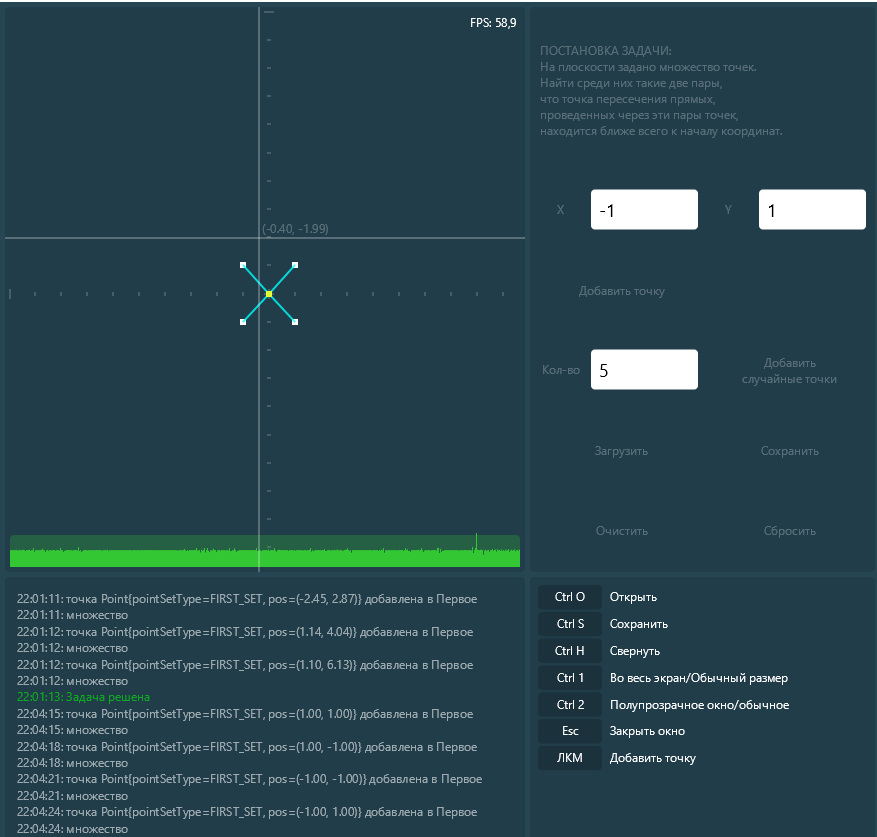 FPS: 58,9
(-0.40, -1.99)
ПОСТАНОВКА ЗАДАЧИ:
На плоскости задано множество точек.
Найти среди них такие две пары,
что точка пересечения прямых,
проведенных через эти пары точек,
находится ближе всего к началу координат.
X
-1
Y
1
Добавить точку
Кол-во
5
Добавить
случайные точки
Загрузить
Сохранить
Очистить
Сбросить
22:01:11: точка Point{pointSetType=FIRST_SET, pos=(-2.45, 2.87)} добавлена в Первое
22:01:11: множество
22:01:12: точка Point{pointSetType=FIRST_SET, pos=(1.14, 4.04)} добавлена в Первое
22:01:12: множество
22:01:12: точка Point{pointSetType=FIRST_SET, pos=(1.10, 6.13)} добавлена в Первое
22:01:12: множество
22:01:13: Задача решена
22:04:15: точка Point{pointSetType=FIRST_SET, pos=(1.00, 1.00)} добавлена в Первое
22:04:15: множество
22:04:18: точка Point{pointSetType=FIRST_SET, pos=(1.00, -1.00)} добавлена в Первое
22:04:18: множество
22:04:21: точка Point{pointSetType=FIRST_SET, pos=(-1.00, -1.00)} добавлена в Первое
22:04:21: множество
22:04:24: точка Point{pointSetType=FIRST_SET, pos=(-1.00, 1.00)} добавлена в Первое
22:04:24: множество
Ctrl O Открыть
Ctrl S Сохранить
Ctrl H Свернуть
Ctrl 1 Во весь экран/Обычный размер
Ctrl 2 Полупрозрачное окно/обычное
Esc Закрыть окно
ЛКМ Добавить точку